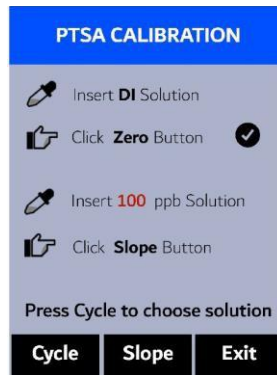 PTSA CALIBRATION
Insert DI Solution
Click Zero Button
Insert 100 ppb Solution
Click Slope Button
Press Cycle to choose solution
Cycle Slope Exit